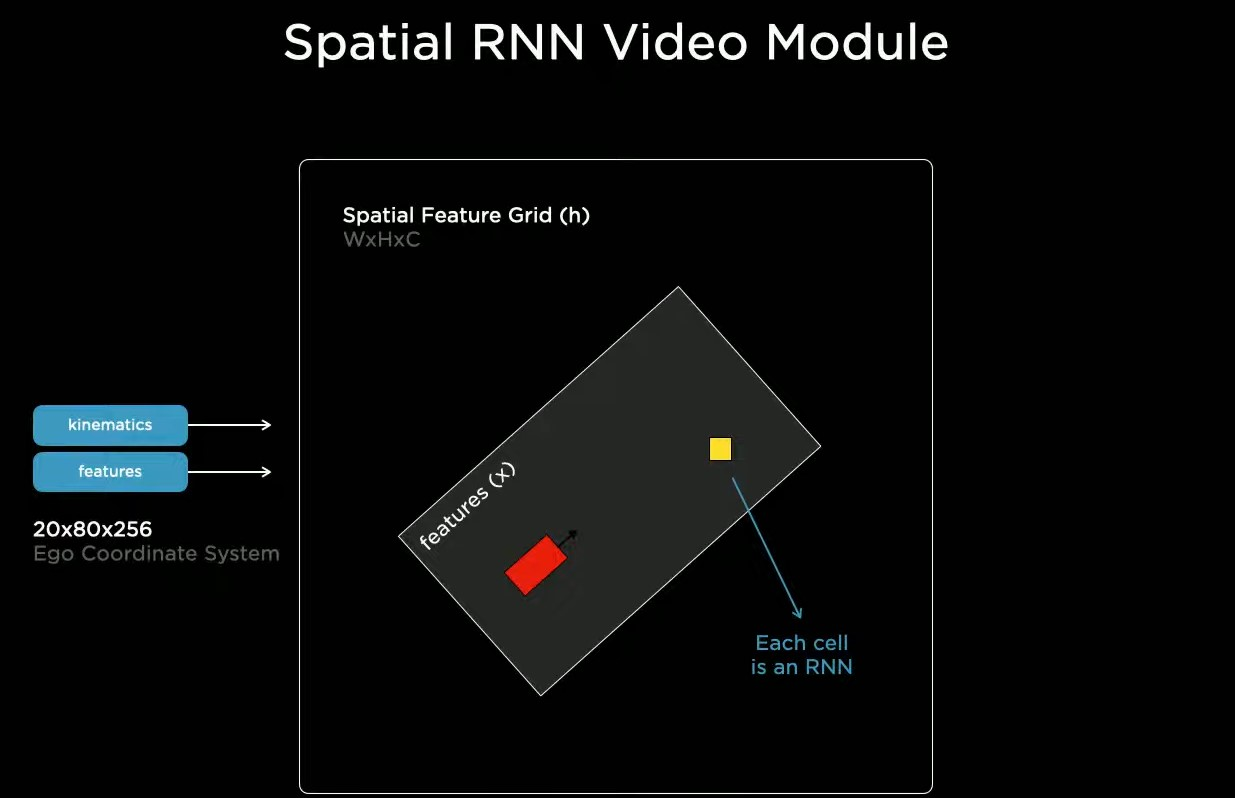 Spatial RNN Video Module
Spatial Feature Grid (h)
WxHxC
kinematics
features
20x80x256
Ego Coordinate System
features (x)
Each cell
is an RNN